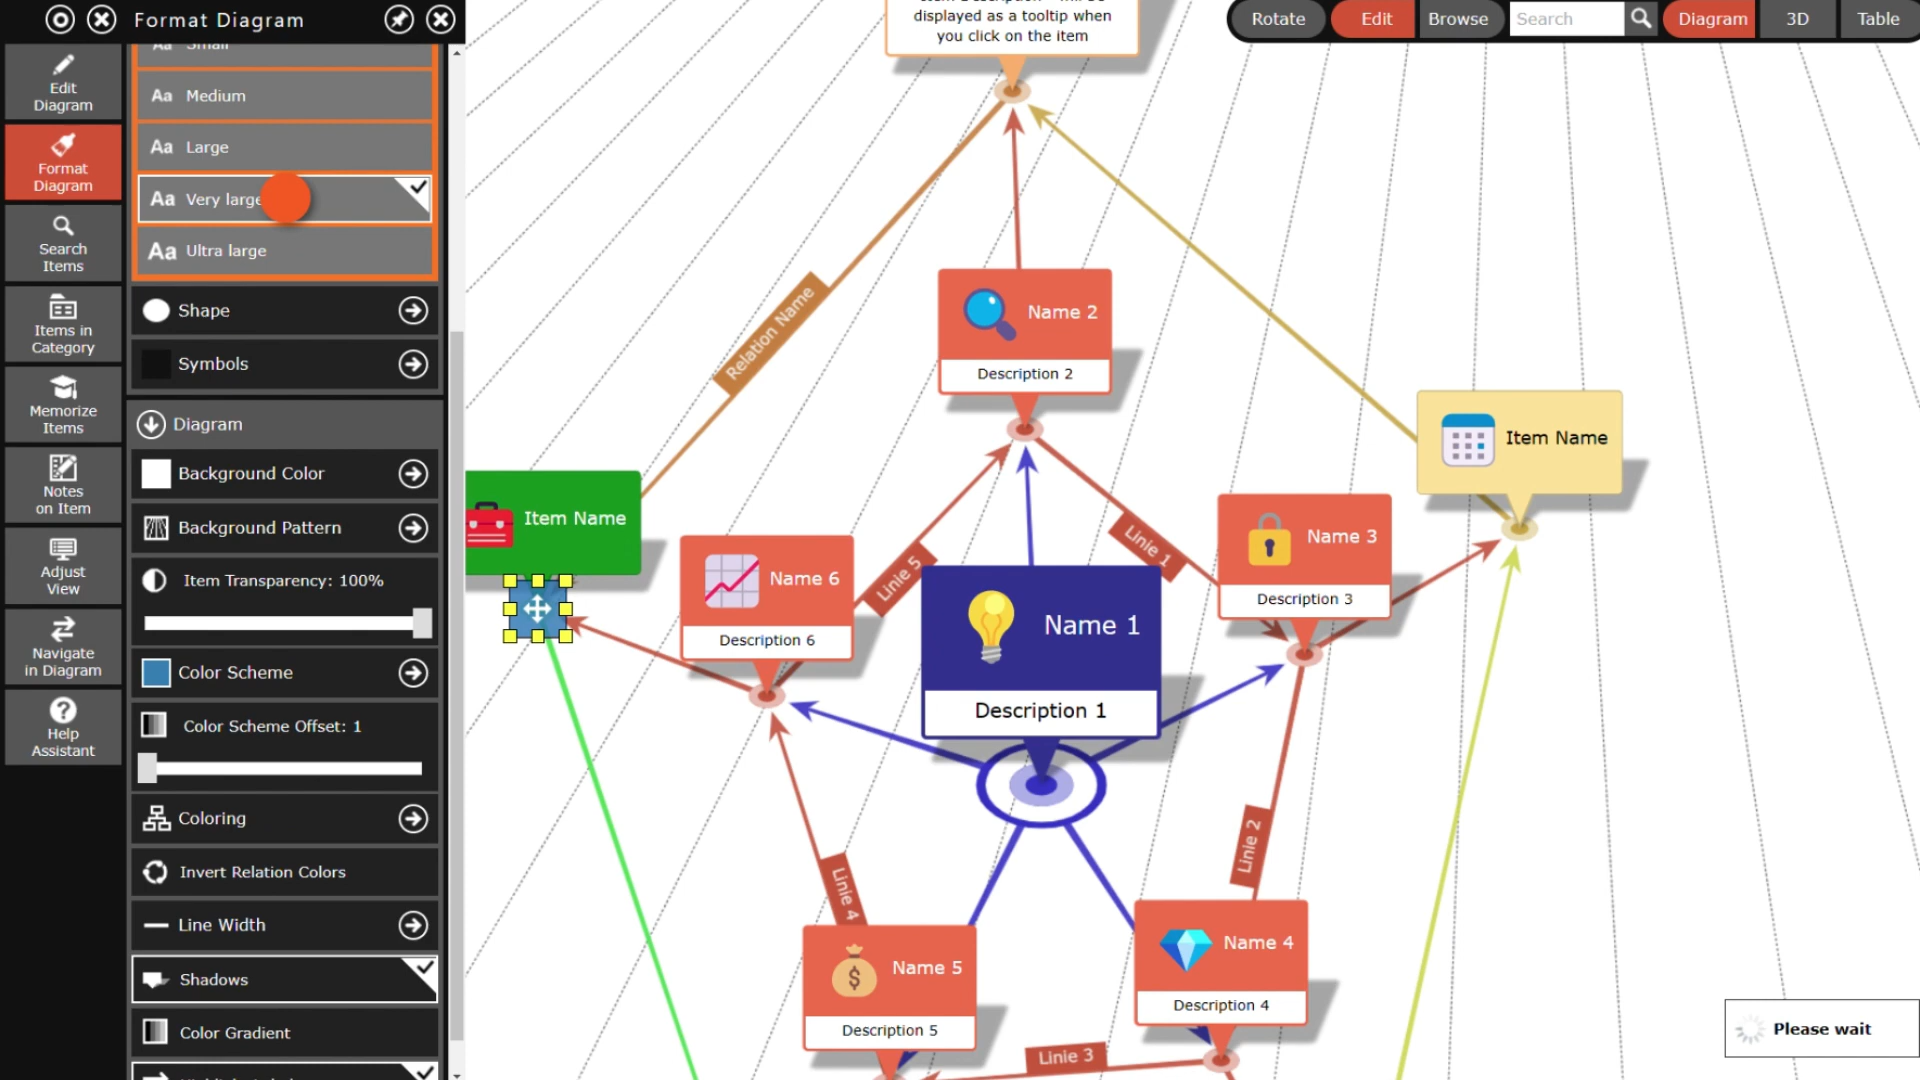 Format Diagram
Edit
Diagram
Format
Diagram
Search
Items
Items in
Category
Memorize
Items
Notes
on Item
Adjust
View
Navigate
in Diagram
Help
Assistant
Small
Aa Medium
Aa Large
Aa Very large
Aa Ultra large
Shape
Symbols
Diagram
Background Color
Background Pattern
Item Transparency: 100%
Color Scheme
Color Scheme Offset: 1
Coloring
Invert Relation Colors
Line Width
Shadows
Color Gradient
Rotate
Edit
Browse
Search
Diagram
3D
Table
displayed as a tooltip when
you click on the item
Relation Name
Name 2
Description 2
Item Name
Item Name
Name 6
Description 6
Linie 5
Linie 1
Name 3
Description 3
Name 1
Description 1
Linie 2
Linie 4
Name 5
Description 5
Name 4
Description 4
Linie 3
Please wait